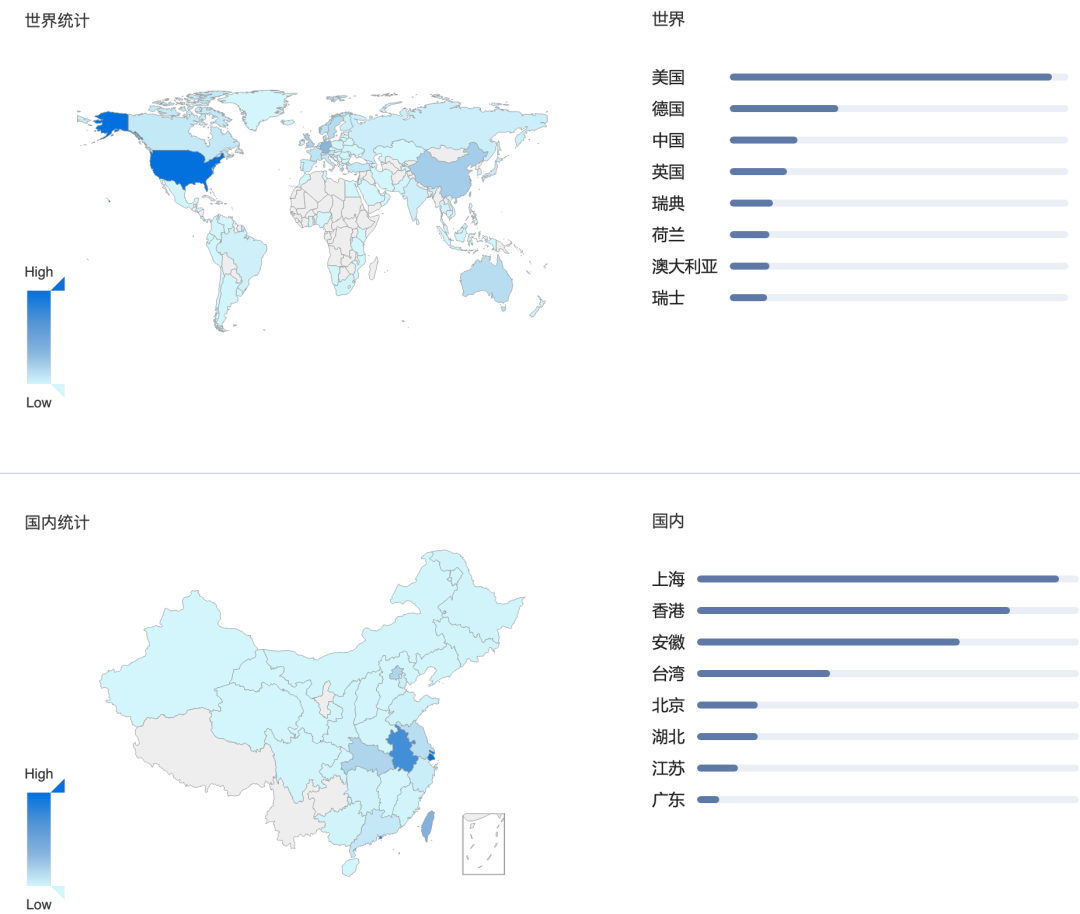 世界统计
世界
美国
德国
中国
英国
瑞典
荷兰
澳大利亚
瑞士
High
Low
国内统计
国内
上海
香港
安徽
台湾
北京
湖北
江苏
广东
High
Low